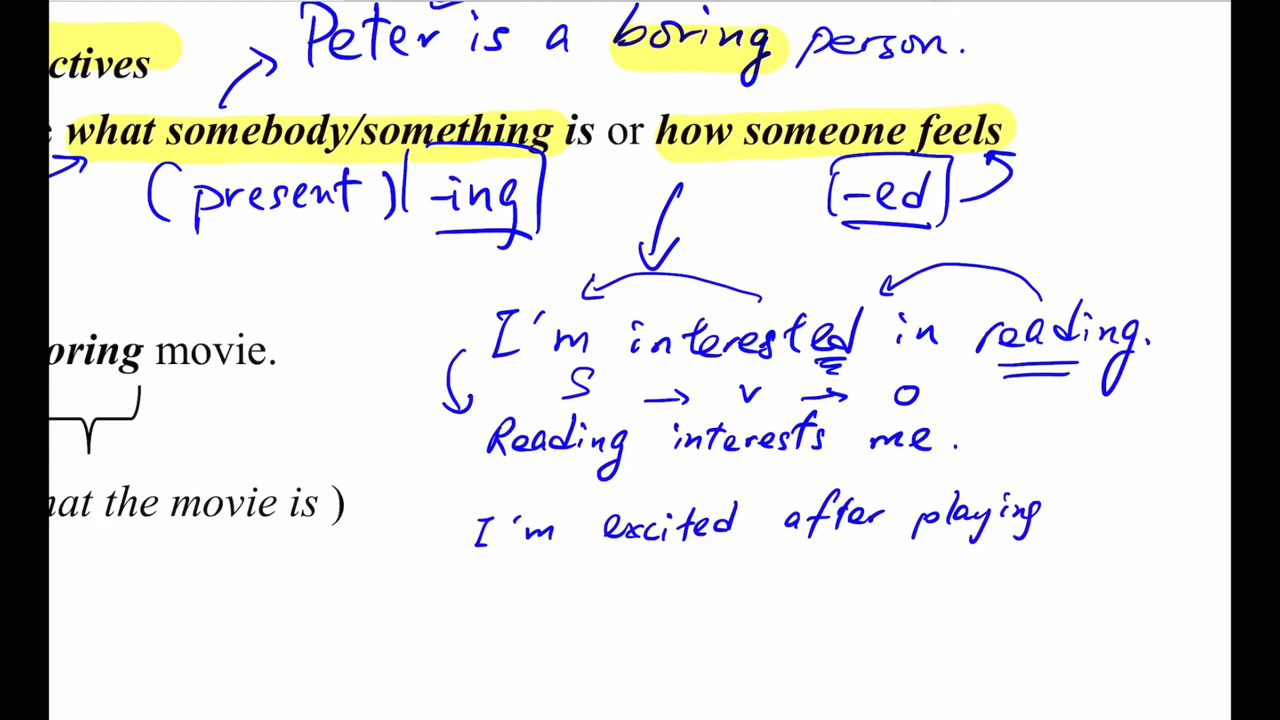 Peter is a boring person.
ctives
what somebody/something is or how someone feels
(present) -ing -ed
I'm interested in reading.
oring movie.
S → v → o
Reading interests me.
hat the movie is )
I'm excited after playing